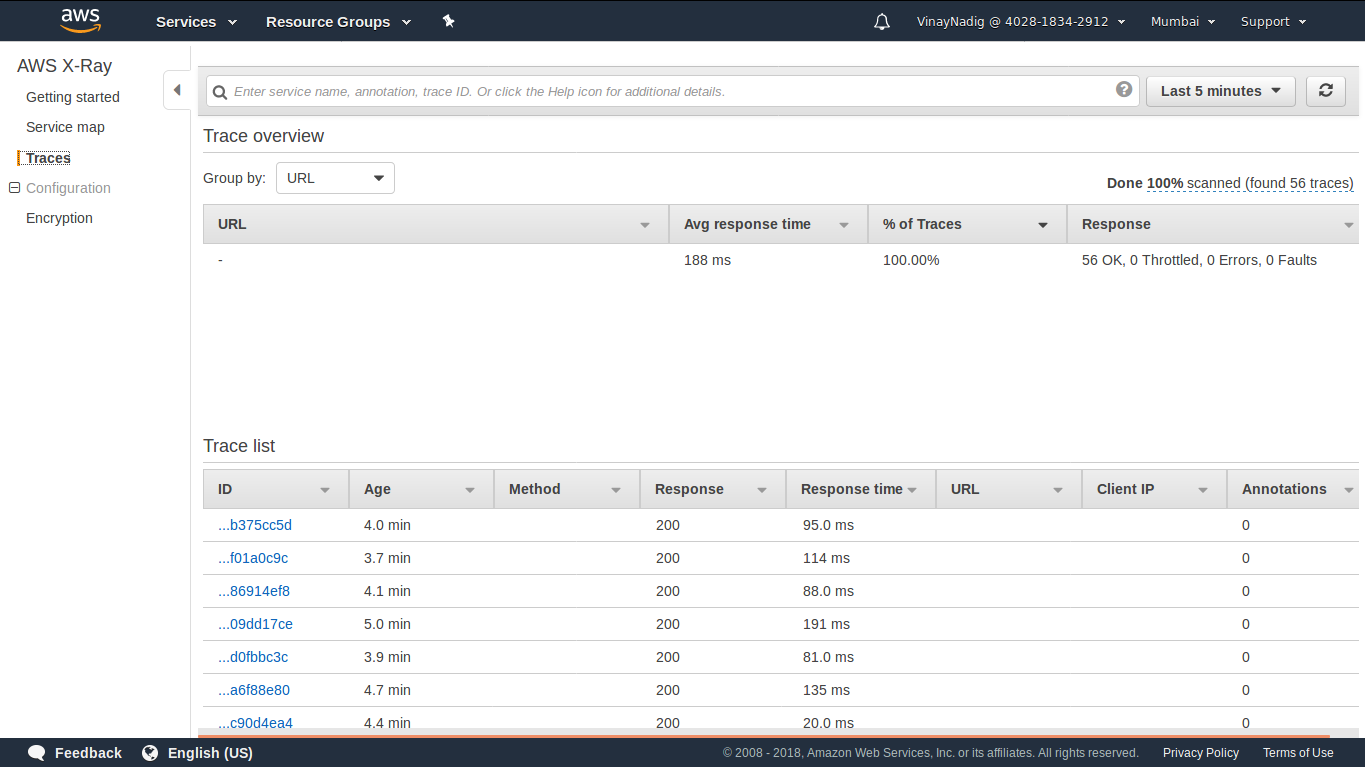 aws Services Resource Groups VinayNadig @ 4028-1834-2912 Mumbai Support
AWS X-Ray
Getting started
Service map
Traces
Configuration
Encryption
Enter service name, annotation, trace ID. Or click the Help icon for additional details. ? Last 5 minutes
Trace overview
Group by: URL
Done 100% scanned (found 56 traces)
URL Avg response time % of Traces Response
- 188 ms 100.00% 56 OK, 0 Throttled, 0 Errors, 0 Faults
Trace list
ID Age Method Response Response time URL Client IP Annotations
...b375cc5d 4.0 min 200 95.0 ms 0
...f01a0c9c 3.7 min 200 114 ms 0
...86914ef8 4.1 min 200 88.0 ms 0
...09dd17ce 5.0 min 200 191 ms 0
...d0fbbc3c 3.9 min 200 81.0 ms 0
...a6f88e80 4.7 min 200 135 ms 0
...c90d4ea4 4.4 min 200 20.0 ms 0
Feedback English (US) © 2008 - 2018, Amazon Web Services, Inc. or its affiliates. All rights reserved. Privacy Policy Terms of Use